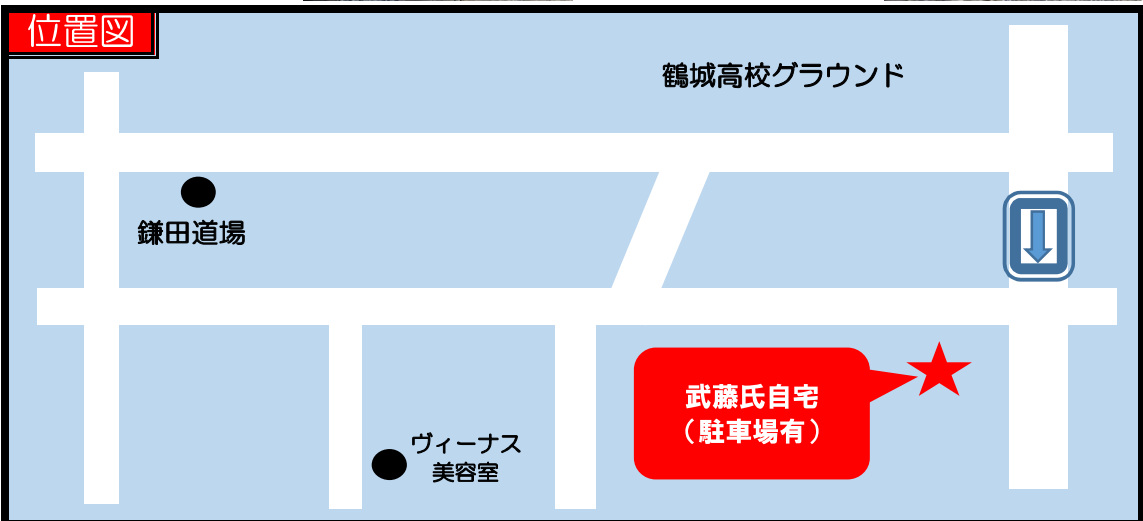 位置図
鶴城高校グラウンド
鎌田道場
武藤氏自宅
（駐車場有）
ヴィーナス
美容室